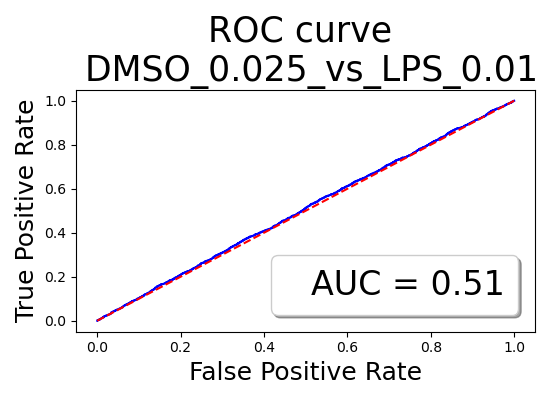 ROC curve
DMSO_0.025_vs_LPS_0.01
True Positive Rate
1.0
0.8
0.6
0.4
0.2
0.0
AUC = 0.51
0.0 0.2 0.4 0.6 0.8 1.0
False Positive Rate